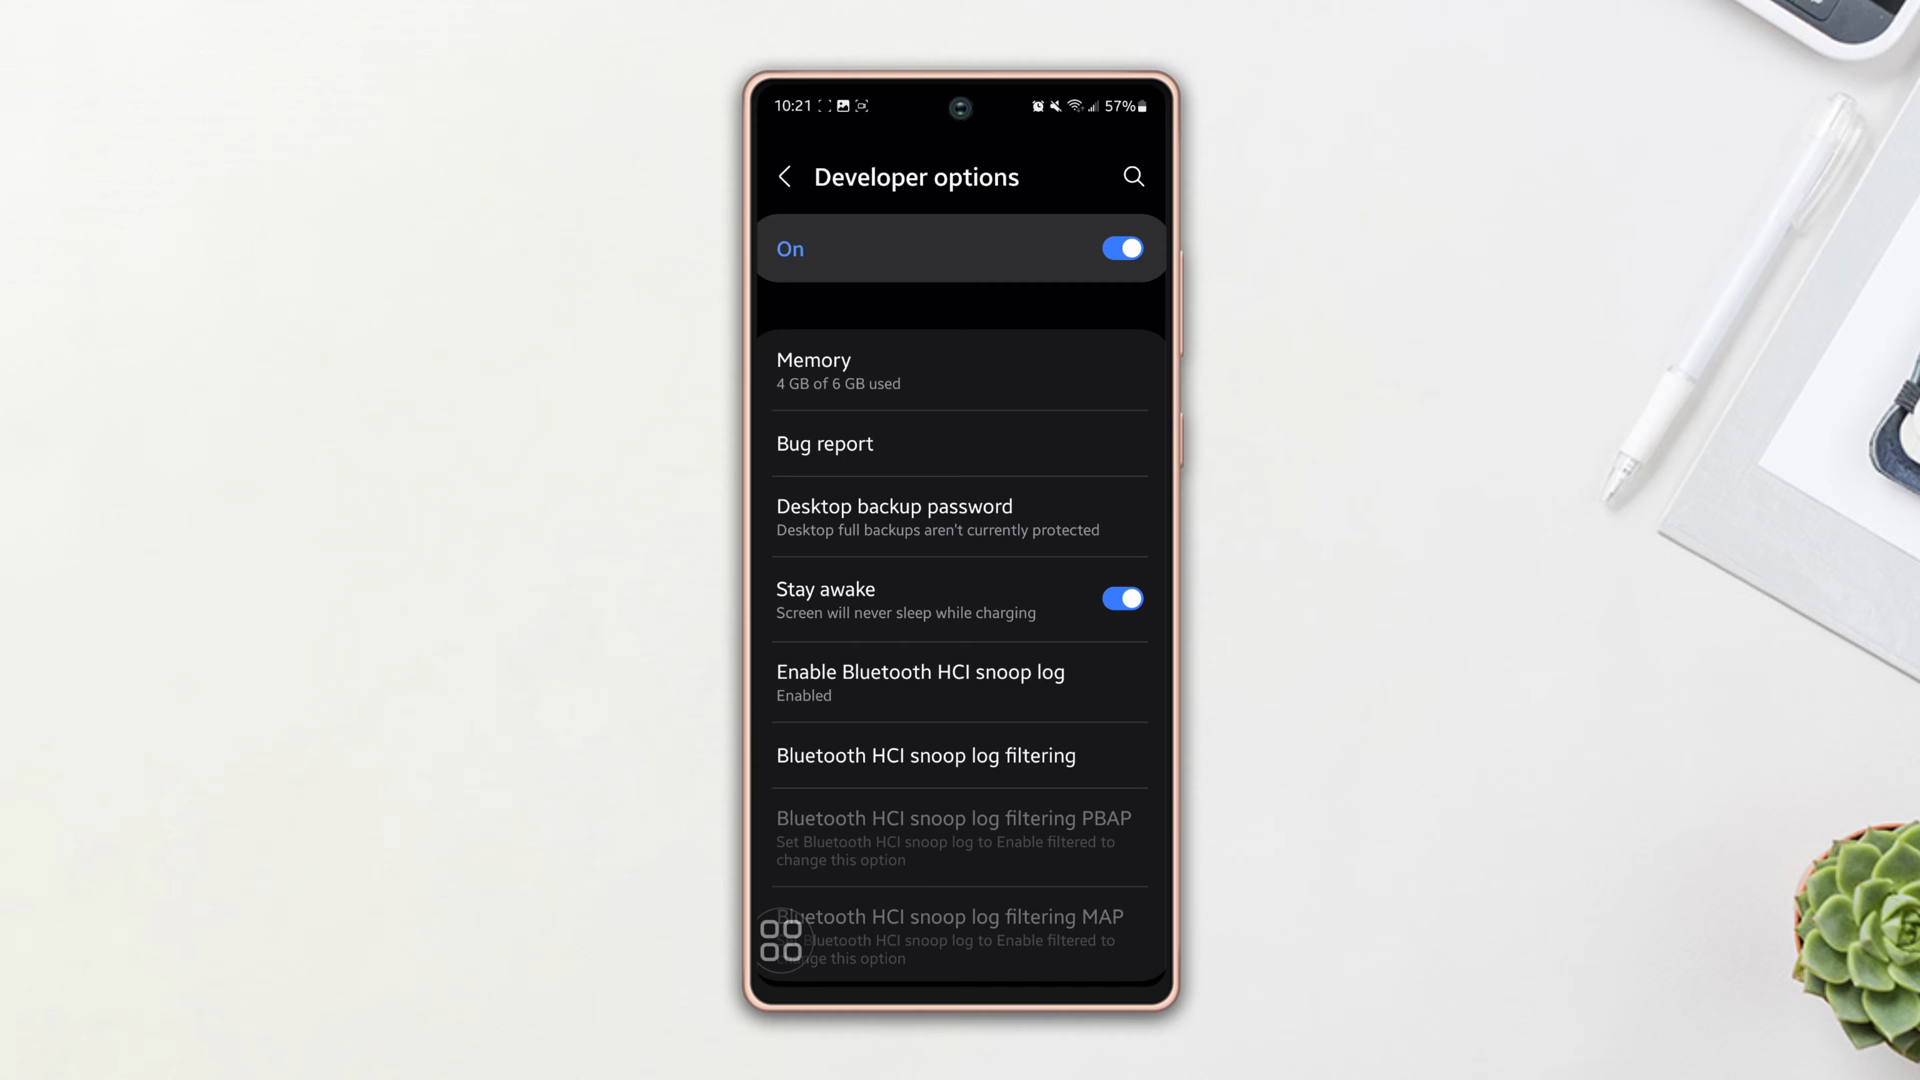 10:21 57%
Developer options
On
Memory
4 GB of 6 GB used
Bug report
Desktop backup password
Desktop full backups aren't currently protected
Stay awake
Screen will never sleep while charging
Enable Bluetooth HCI snoop log
Enabled
Bluetooth HCI snoop log filtering
Bluetooth HCI snoop log filtering PBAP
Set Bluetooth HCI snoop log to Enable filtered to
change this option
Bluetooth HCI snoop log filtering MAP
Set Bluetooth HCI snoop log to Enable filtered to
change this option